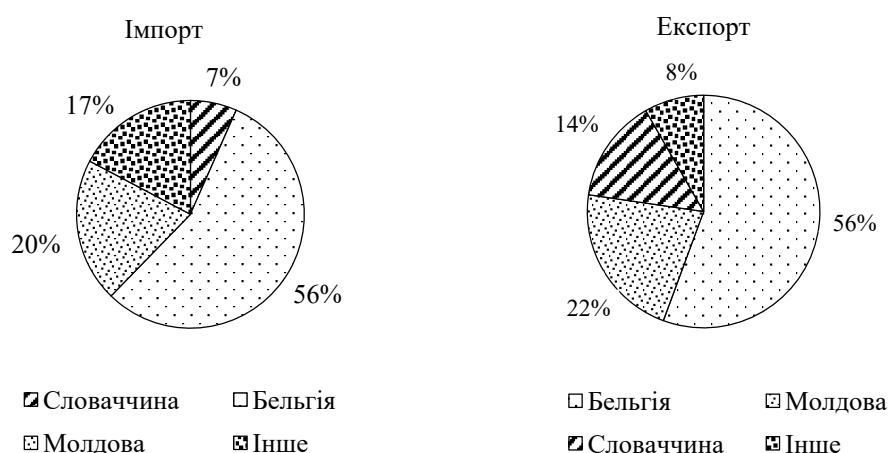 Імпорт
7%
17%
20%
56%
Словаччина
Бельгія
Молдова
Інше
Експорт
8%
14%
56%
22%
Бельгія
Молдова
Словаччина
Інше